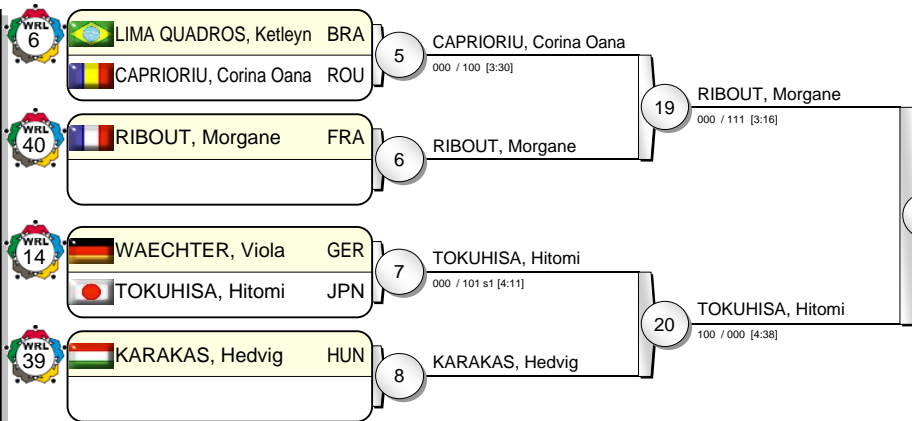 WRL
6
LIMA QUADROS, Ketleyn BRA
CAPRIORIU, Corina Oana ROU
5
CAPRIORIU, Corina Oana
000 / 100 [3:30]
WRL
40
RIBOUT, Morgane FRA
6
RIBOUT, Morgane
19
RIBOUT, Morgane
000 / 111 [3:16]
WRL
14
WAECHTER, Viola GER
TOKUHISA, Hitomi JPN
7
TOKUHISA, Hitomi
000 / 101 s1 [4:11]
WRL
39
KARAKAS, Hedvig HUN
8
KARAKAS, Hedvig
20
TOKUHISA, Hitomi
100 / 000 [4:38]